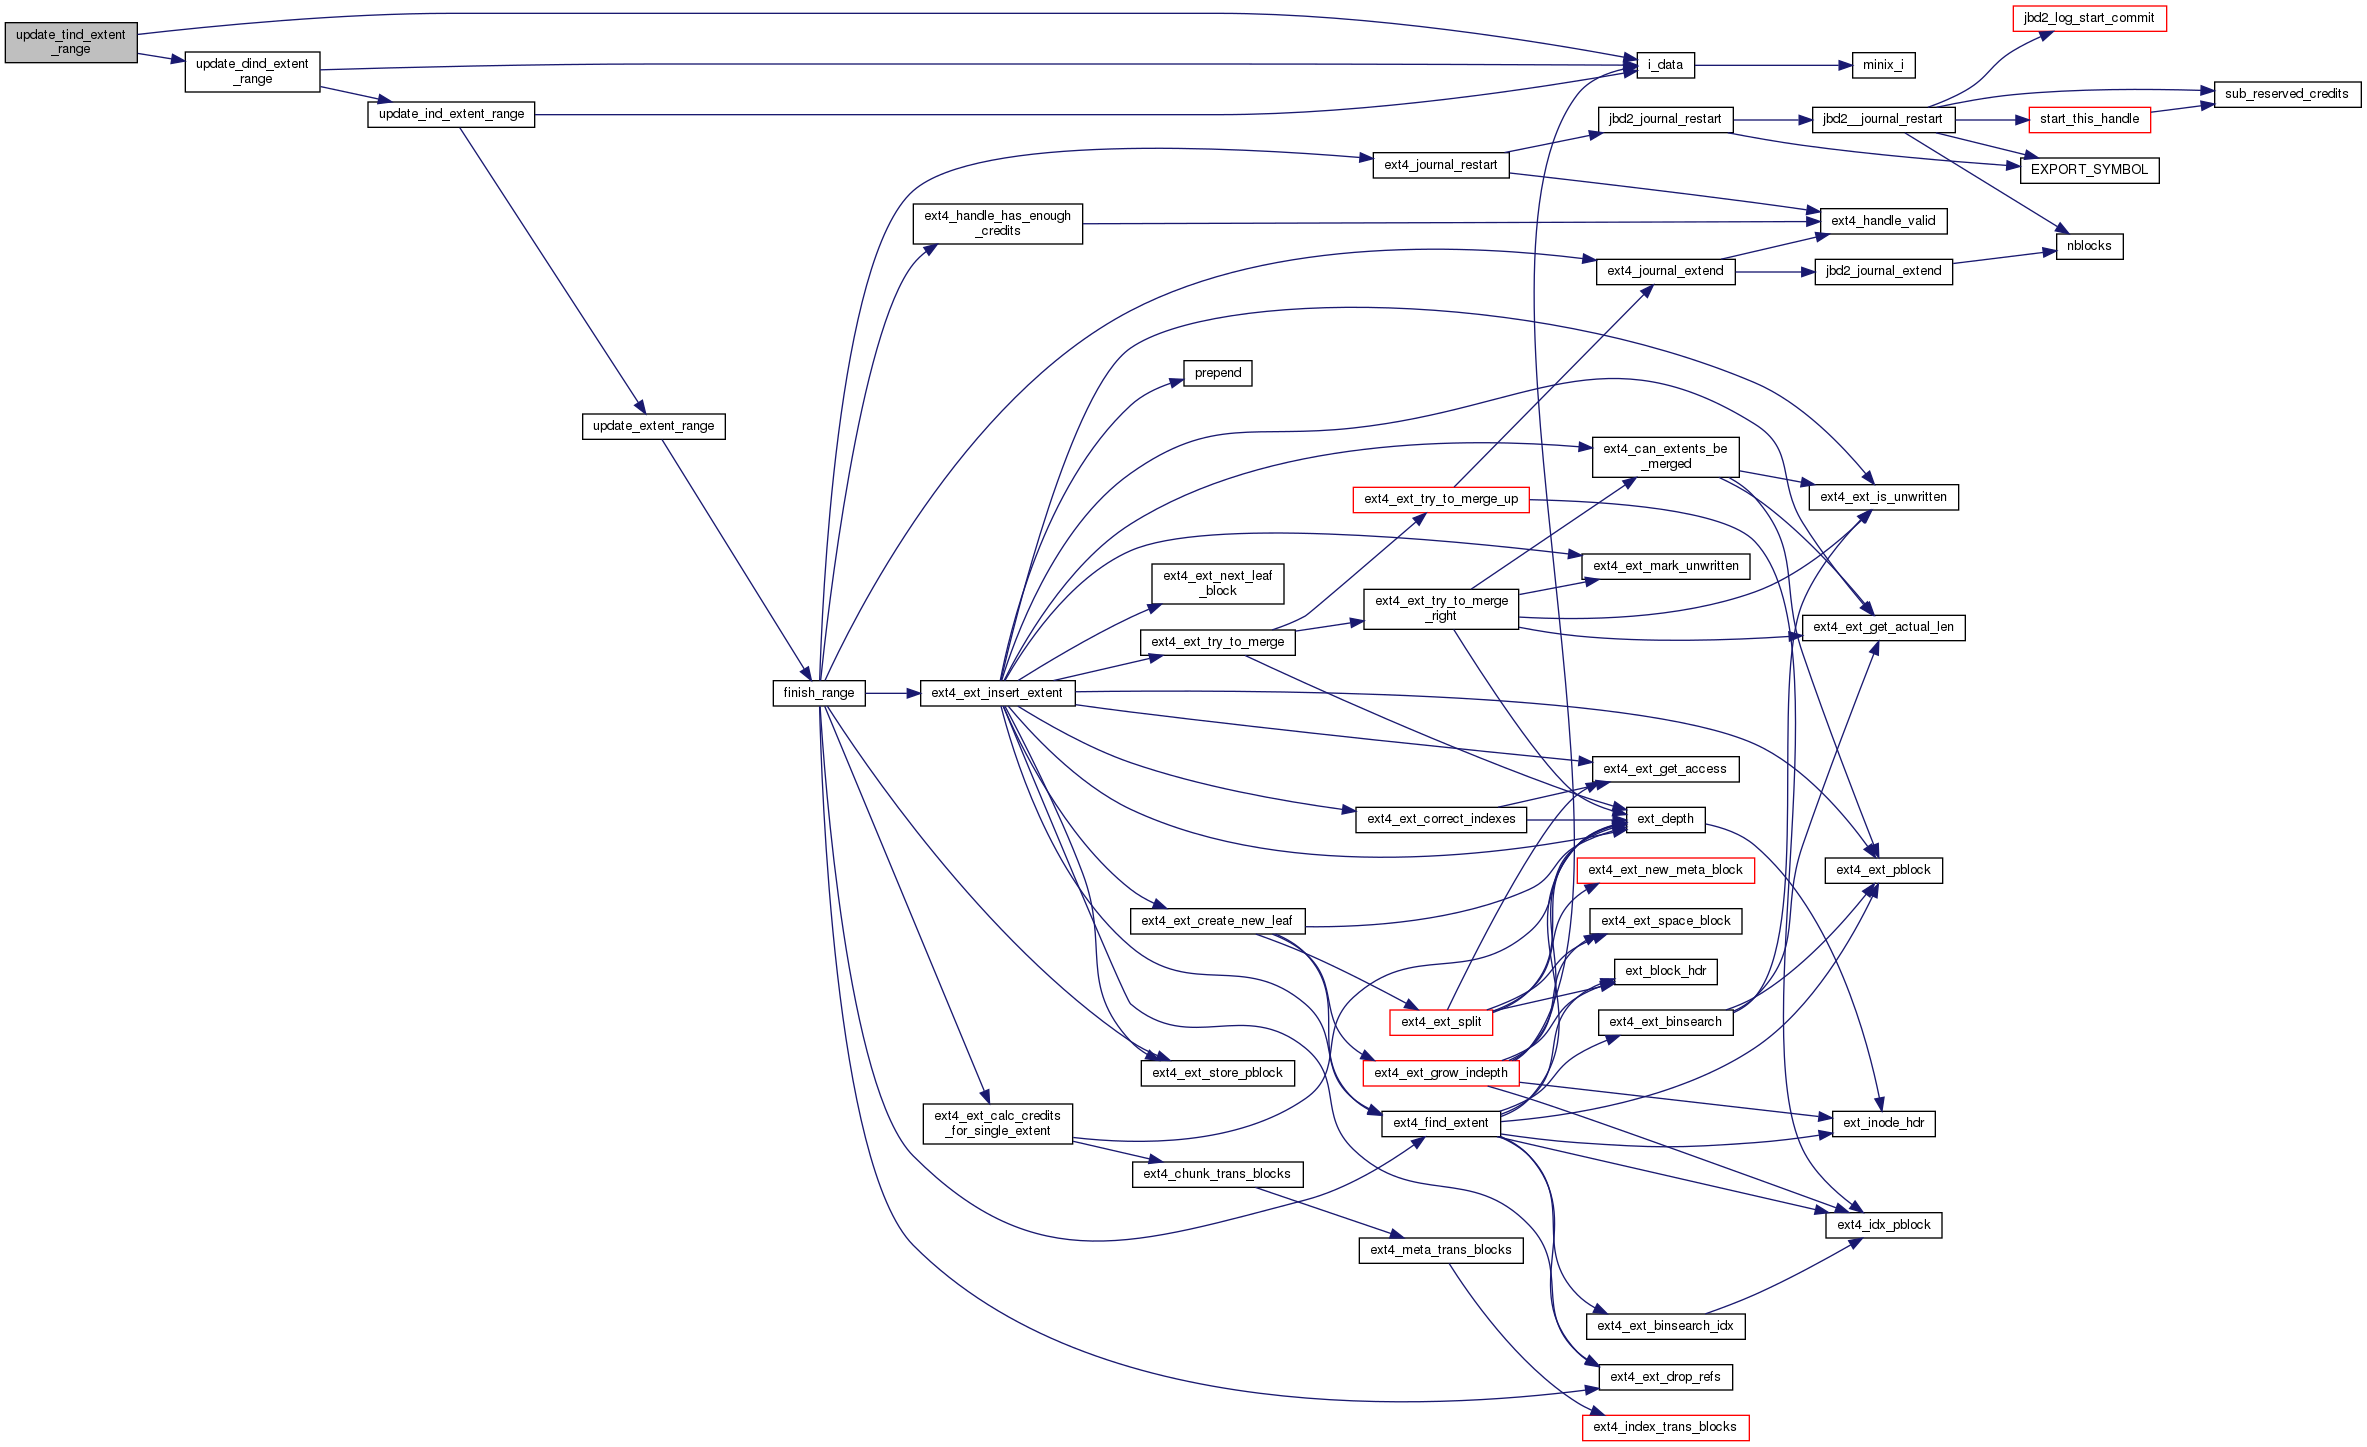 update_tind_extent
_range
update_dind_extent
_range
update_ind_extent_range
update_extent_range
finish_range
ext4_handle_has_enough
_credits
ext4_ext_insert_extent
ext4_ext_calc_credits
_for_single_extent
prepend
ext4_ext_next_leaf
_block
ext4_ext_try_to_merge
ext4_ext_create_new_leaf
ext4_ext_store_pblock
ext4_chunk_trans_blocks
ext4_journal_restart
ext4_ext_try_to_merge_up
ext4_ext_try_to_merge
_right
ext4_ext_correct_indexes
ext4_ext_split
ext4_ext_grow_indepth
ext4_find_extent
ext4_meta_trans_blocks
i_data
jbd2_journal_restart
ext4_journal_extend
ext4_can_extents_be
_merged
ext4_ext_mark_unwritten
ext4_ext_get_access
ext_depth
ext4_ext_new_meta_block
ext4_ext_space_block
ext_block_hdr
ext4_ext_binsearch
ext4_ext_binsearch_idx
ext4_ext_drop_refs
ext4_index_trans_blocks
minix_i
jbd2__journal_restart
ext4_handle_valid
jbd2_journal_extend
ext4_ext_is_unwritten
ext4_ext_get_actual_len
ext4_ext_pblock
ext_inode_hdr
ext4_idx_pblock
jbd2_log_start_commit
start_this_handle
EXPORT_SYMBOL
nblocks
sub_reserved_credits